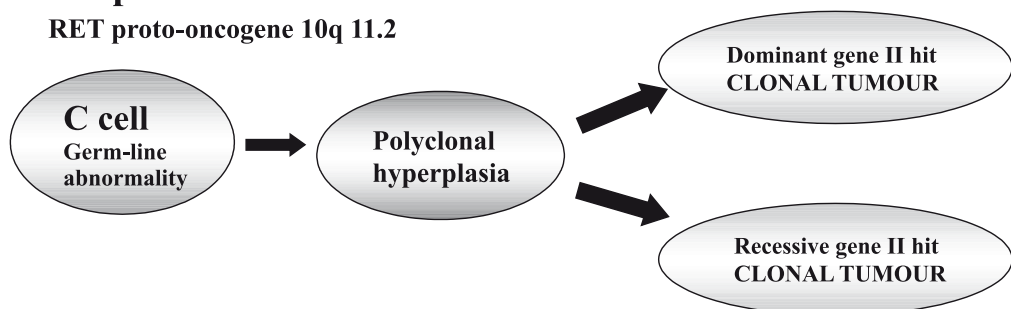 RET proto-oncogene 10q 11.2
Dominant gene II hit
CLONAL TUMOUR
C cell
Germ-line
abnormality
Polyclonal
hyperplasia
Recessive gene II hit
CLONAL TUMOUR